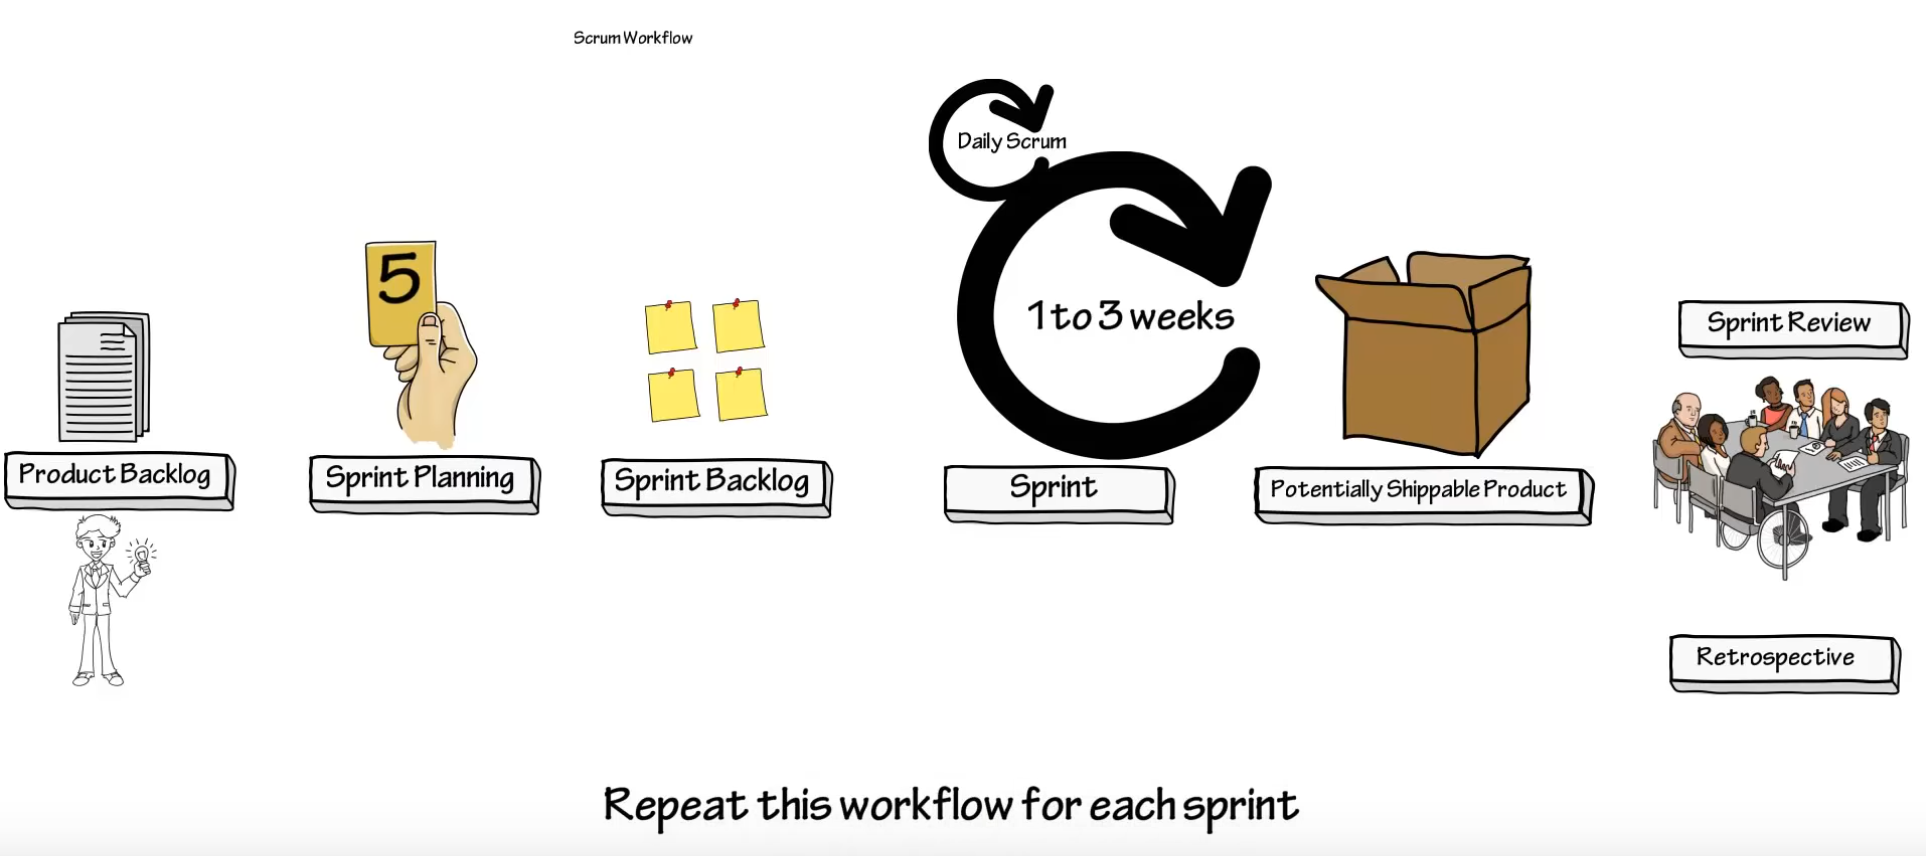 Scrum Workflow
Daily Scrum
5
1 to 3 weeks
Product Backlog
Sprint Planning
Sprint Backlog
Sprint
Potentially Shippable Product
Sprint Review
Retrospective
Repeat this workflow for each sprint